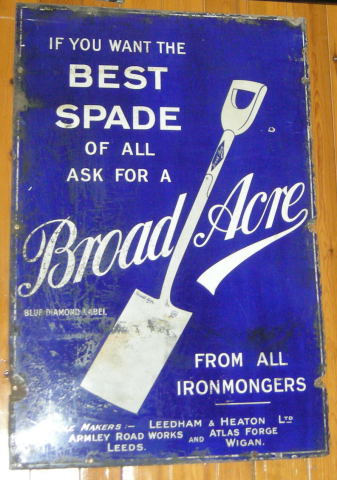 IF YOU WANT THE
BEST
SPADE
OF ALL
ASK FOR A
Broad Acre
BLUE DIAMOND LABEL
FROM ALL
IRONMONGERS
MAKERS:- LEEDHAM & HEATON LTD
ARMLEY ROAD WORKS AND ATLAS FORGE
LEEDS. WIGAN.